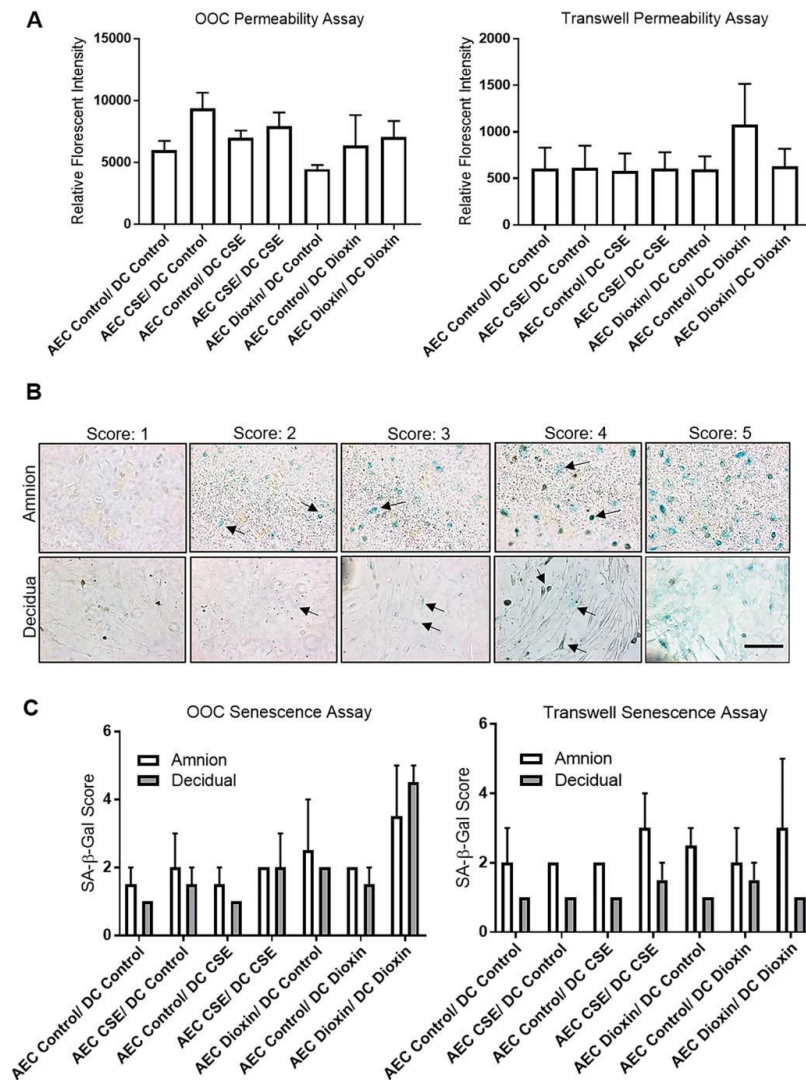 A
OOC Permeability Assay
Relative Florescent Intensity
15000
10000
5000
0
AEC Control/ DC Control
AEC CSE/ DC Control
AEC Control/ DC CSE
AEC CSE/ DC CSE
AEC Dioxin/ DC Control
AEC Control/ DC Dioxin
AEC Dioxin/ DC Dioxin
Transwell Permeability Assay
Relative Florescent Intensity
2000
1500
1000
500
0
AEC Control/ DC Control
AEC CSE/ DC Control
AEC Control/ DC CSE
AEC CSE/ DC CSE
AEC Dioxin/ DC Control
AEC Control/ DC Dioxin
AEC Dioxin/ DC Dioxin
B
Score: 1
Score: 2
Score: 3
Score: 4
Score: 5
Amnion
Decidua
C
OOC Senescence Assay
SA-β-Gal Score
6
4
2
0
Amnion
Decidual
AEC Control/ DC Control
AEC CSE/ DC Control
AEC Control/ DC CSE
AEC CSE/ DC CSE
AEC Dioxin/ DC Control
AEC Control/ DC Dioxin
AEC Dioxin/ DC Dioxin
Transwell Senescence Assay
SA-β-Gal Score
6
4
2
0
Amnion
Decidual
AEC Control/ DC Control
AEC CSE/ DC Control
AEC Control/ DC CSE
AEC CSE/ DC CSE
AEC Dioxin/ DC Control
AEC Control/ DC Dioxin
AEC Dioxin/ DC Dioxin